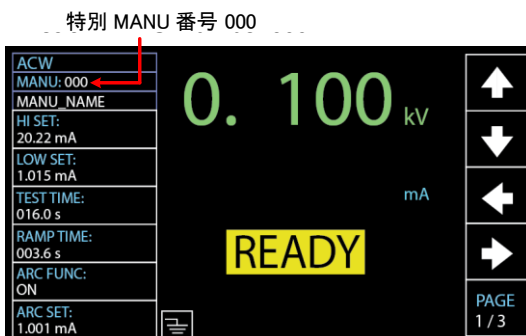 特別 MANU 番号 000
ACW
MANU: 000
MANU_NAME
HI SET:
20.22 mA
LOW SET:
1.015 mA
TEST TIME:
016.0 s
RAMP TIME:
003.6 s
ARC FUNC:
ON
ARC SET:
1.001 mA
0. 100 kV
mA
READY
PAGE
1 / 3